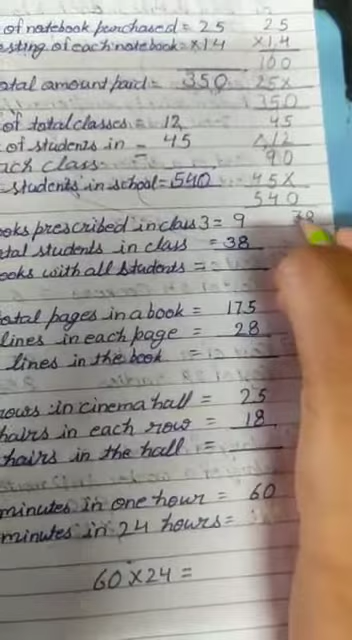 of notebook purchased = 25 25
sting of each notebook = ×14 ×14
100
otal amount paid = 350 25×
350
of total classes = 12 45
of students in = 45 ×12
ach class 90
students in school = 540 45×
540
ooks prescribed in class 3 = 9 38
tal students in class = 38
ooks with all students =
otal pages in a book = 175
lines in each page = 28
lines in the book =
rows in cinema hall = 25
hairs in each row = 18
chairs in the hall =
minutes in one hour = 60
minutes in 24 hours =
60×24 =